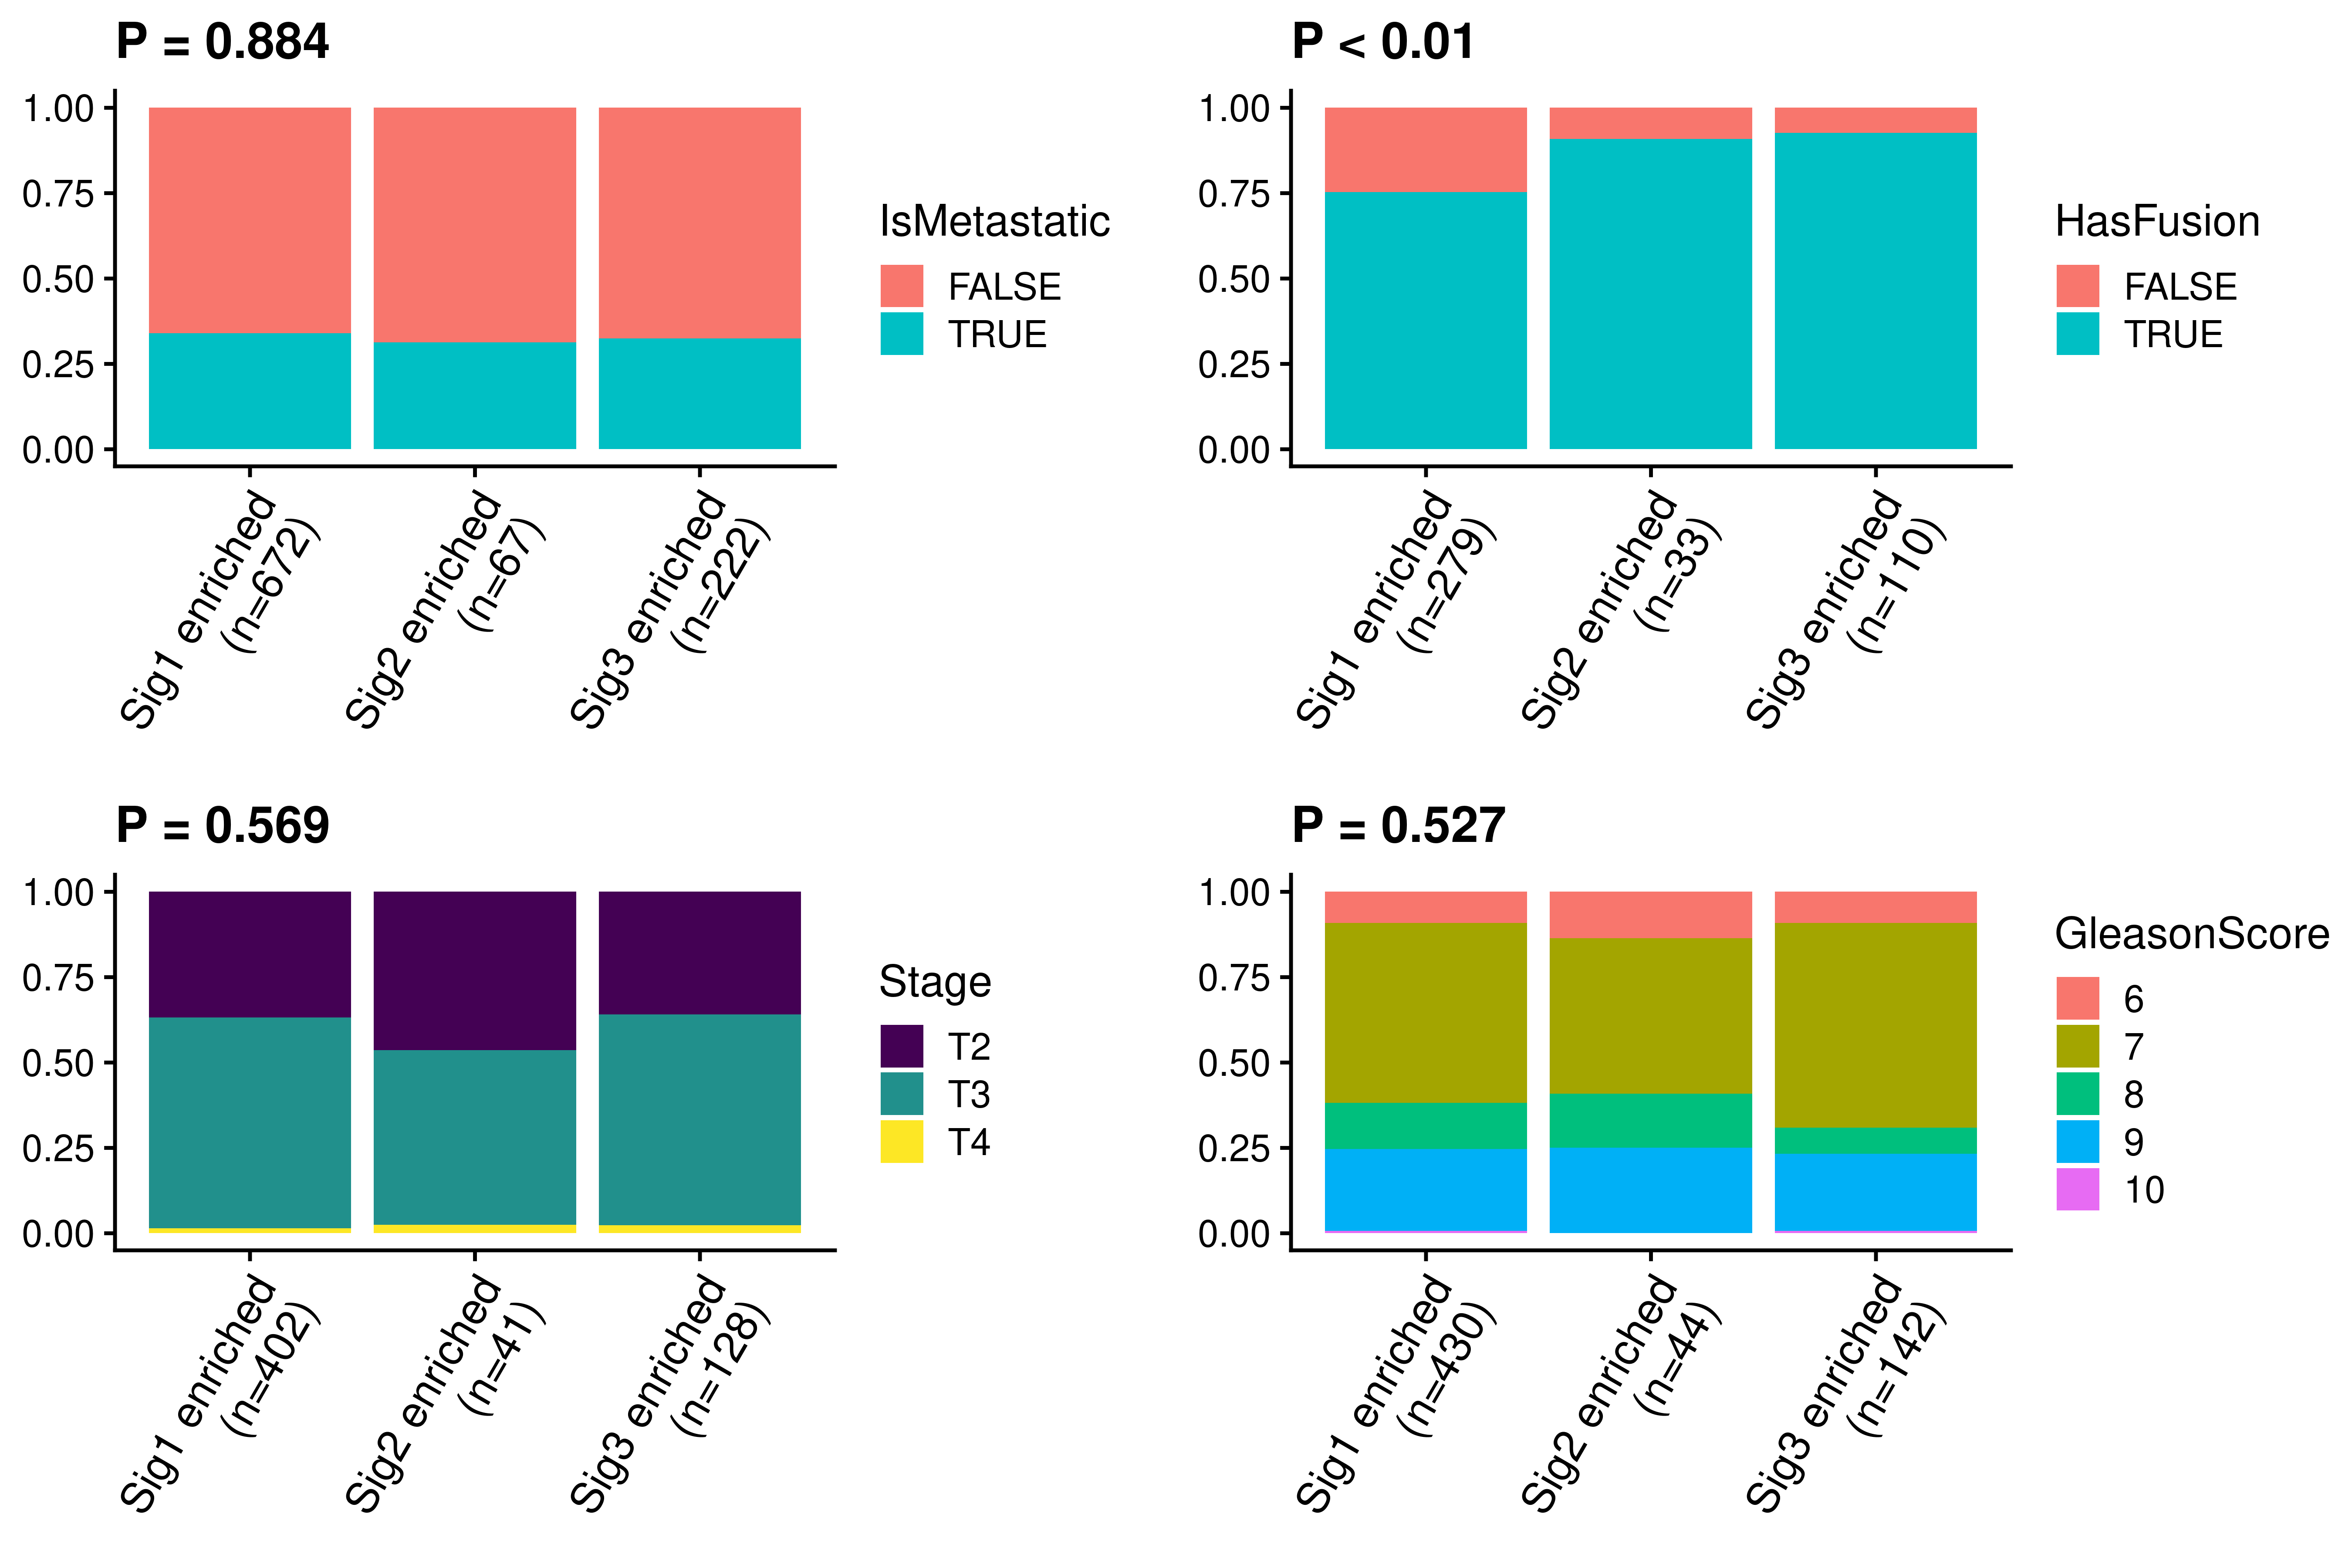 P = 0.884
1.00
0.75
0.50
0.25
0.00
Sig1 enriched
(n=672)
Sig2 enriched
(n=67)
Sig3 enriched
(n=222)
IsMetastatic
FALSE
TRUE
P < 0.01
1.00
0.75
0.50
0.25
0.00
Sig1 enriched
(n=279)
Sig2 enriched
(n=33)
Sig3 enriched
(n=110)
HasFusion
FALSE
TRUE
P = 0.569
1.00
0.75
0.50
0.25
0.00
Sig1 enriched
(n=402)
Sig2 enriched
(n=41)
Sig3 enriched
(n=128)
Stage
T2
T3
T4
P = 0.527
1.00
0.75
0.50
0.25
0.00
Sig1 enriched
(n=430)
Sig2 enriched
(n=44)
Sig3 enriched
(n=142)
GleasonScore
6
7
8
9
10